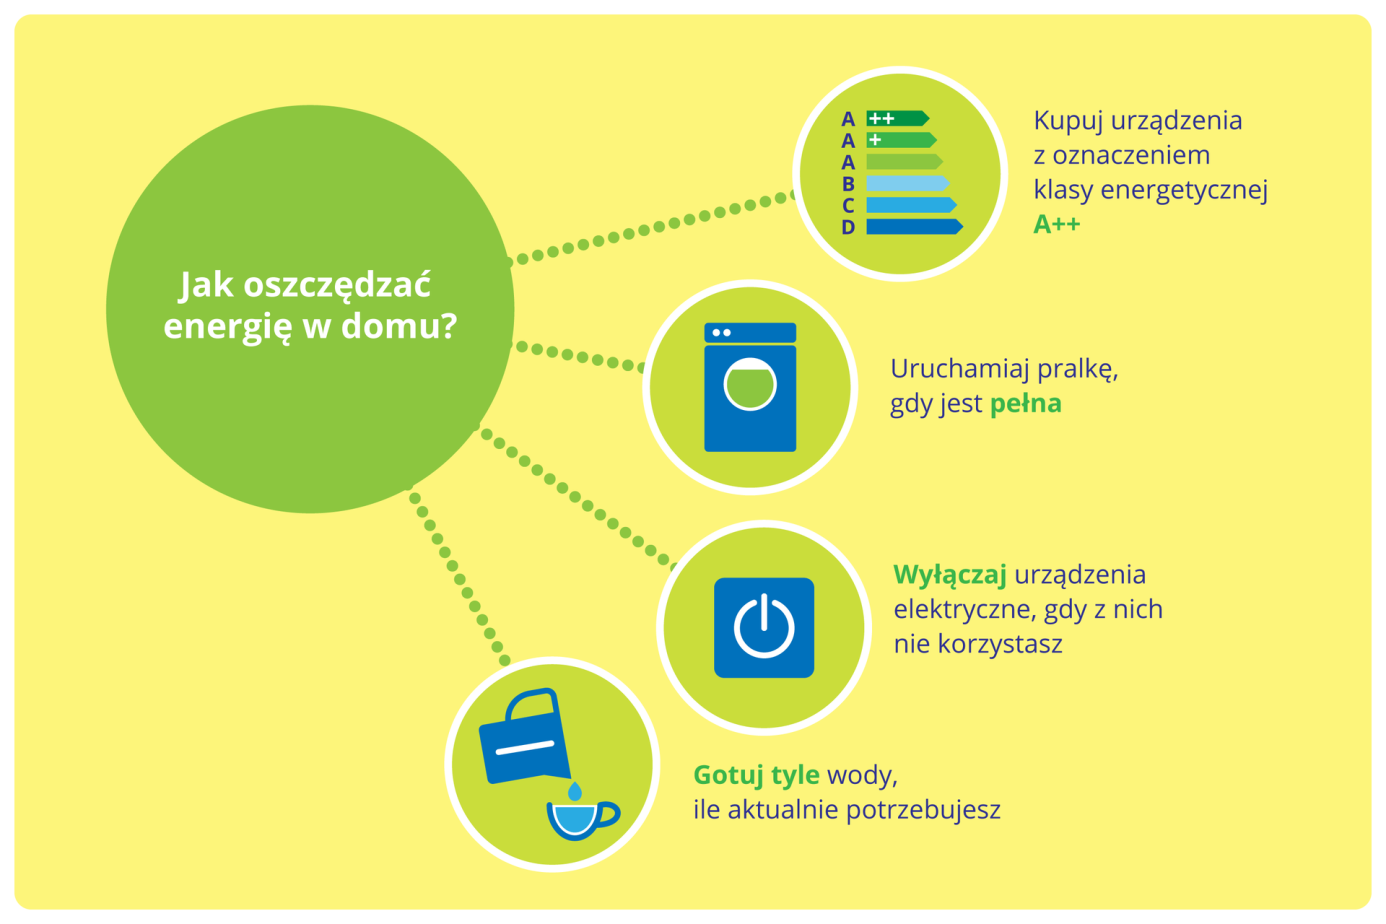 Jak oszczędzać
energię w domu?
A ++
A +
A
B
C
D
Kupuj urządzenia
z oznaczeniem
klasy energetycznej
A++
Uruchamiaj pralkę,
gdy jest pełna
Wyłączaj urządzenia
elektryczne, gdy z nich
nie korzystasz
Gotuj tyle wody,
ile aktualnie potrzebujesz